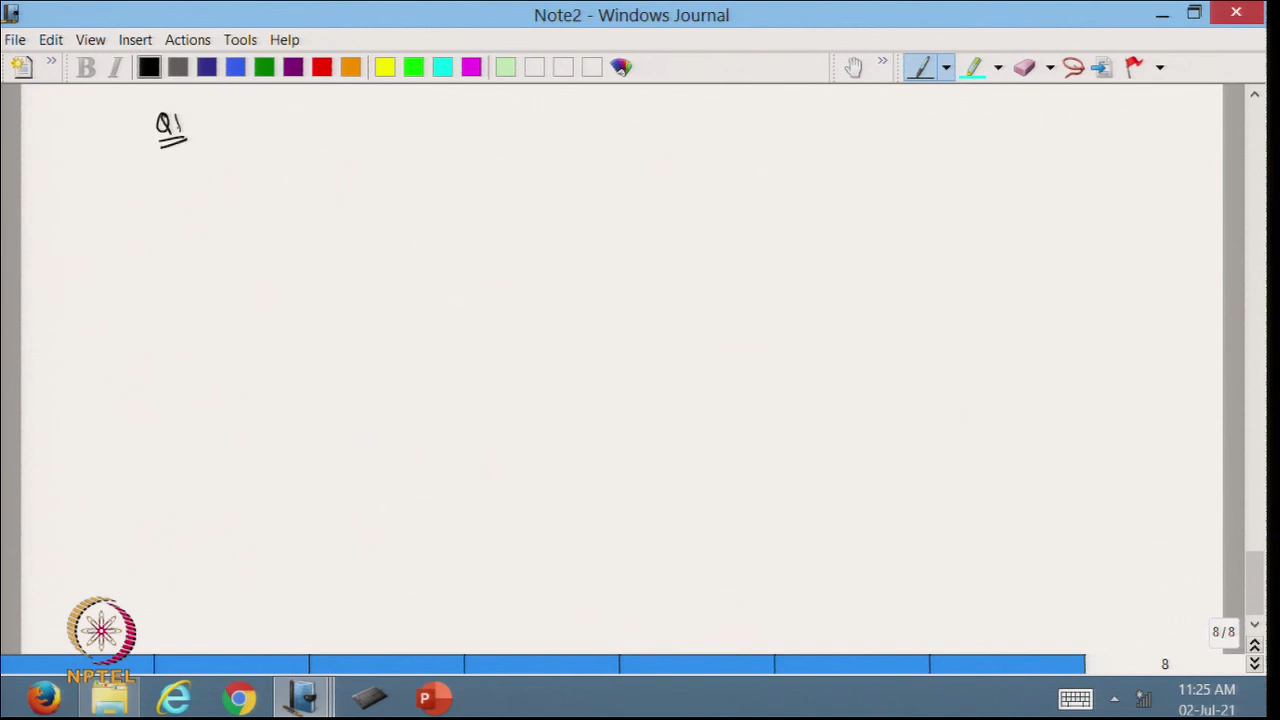 Note2 - Windows Journal
File Edit View Insert Actions Tools Help
B I
Q1
8/8
NPTEL
8
11:25 AM
02-Jul-21